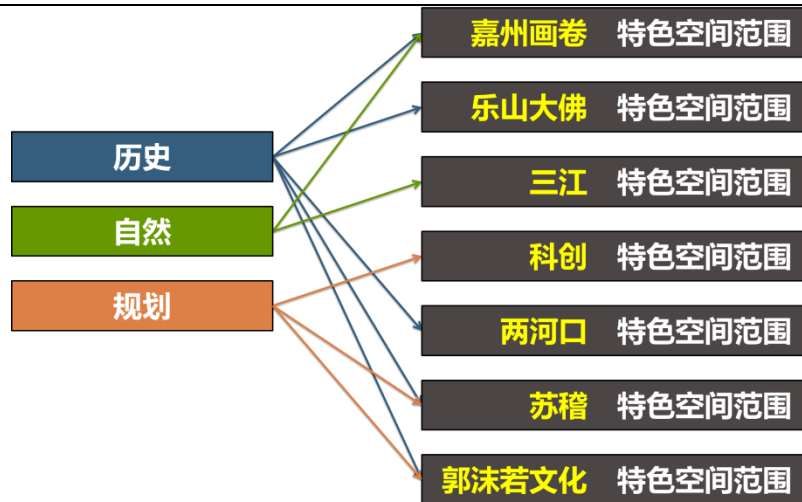 历史
自然
规划
嘉州画卷 特色空间范围
乐山大佛 特色空间范围
三江 特色空间范围
科创 特色空间范围
两河口 特色空间范围
苏稽 特色空间范围
郭沫若文化 特色空间范围